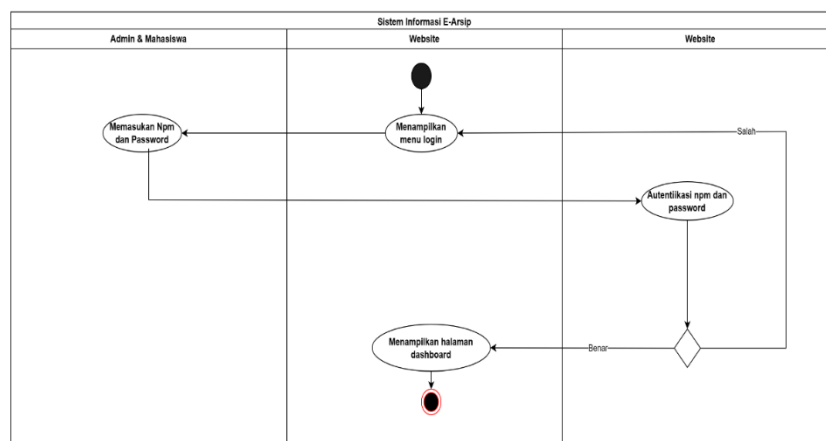 Sistem Informasi E-Arsip
Admin & Mahasiswa
Website
Website
Memasukan Npm
dan Password
Menampilkan
menu login
Salah
Autentiikasi npm dan
password
Menampilkan halaman
dashboard
Benar